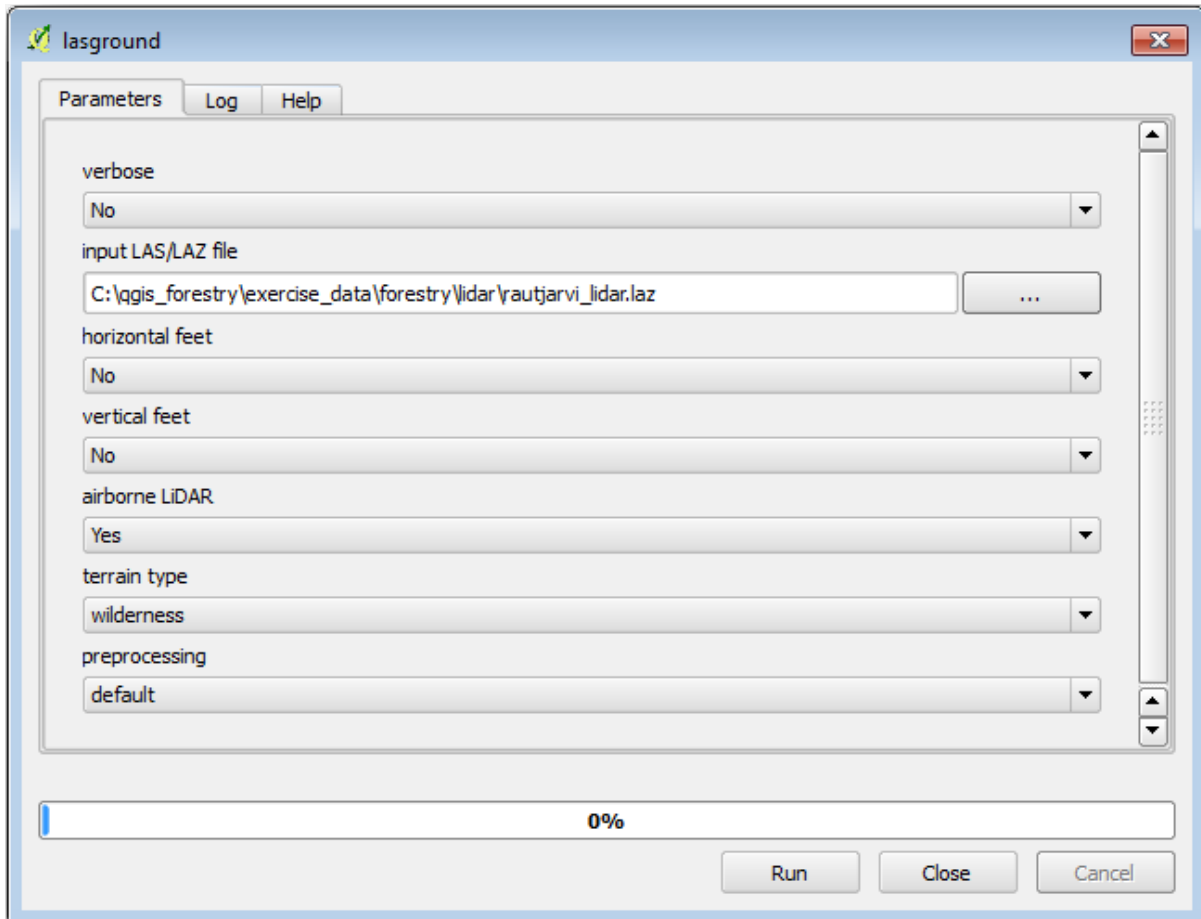 lasground
Parameters Log Help
verbose
No
input LAS/LAZ file
C:\qgis_forestry\exercise_data\forestry\lidar\rautjarvi_lidar.laz ...
horizontal feet
No
vertical feet
No
airborne LiDAR
Yes
terrain type
wilderness
preprocessing
default
0%
Run Close Cancel